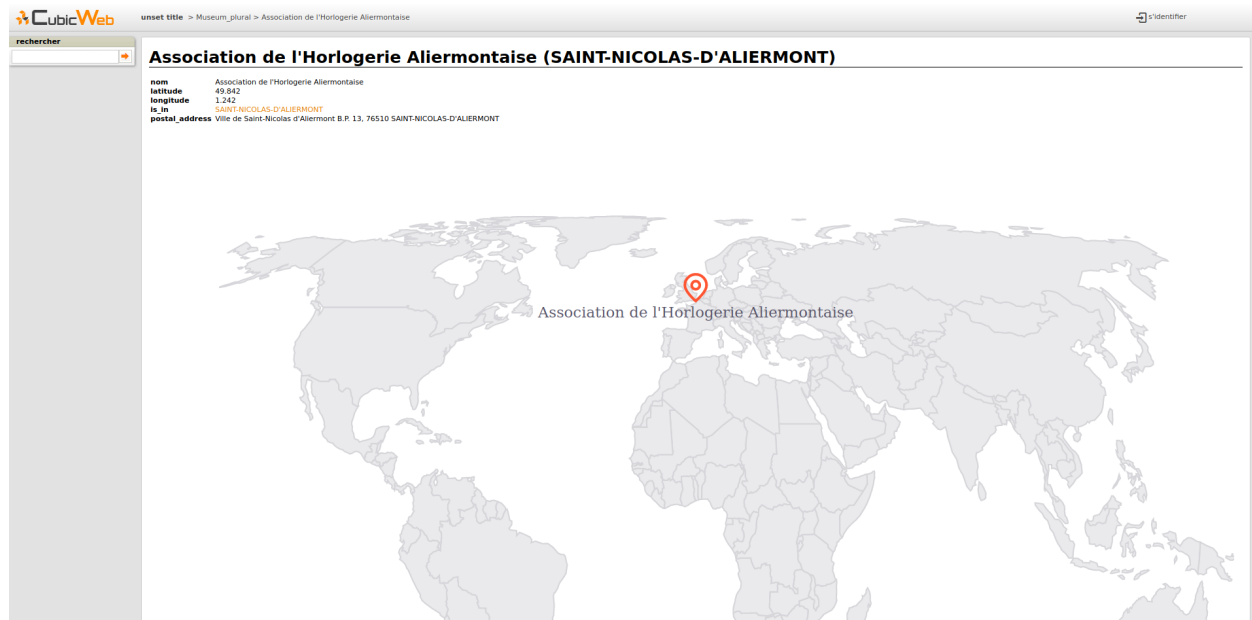 CubicWeb
unset title > Museum_plural > Association de l'Horlogerie Aliermontaise
s'identifier
rechercher
Association de l'Horlogerie Aliermontaise (SAINT-NICOLAS-D'ALIERMONT)
nom Association de l'Horlogerie Aliermontaise
latitude 49.842
longitude 1.242
is_in SAINT-NICOLAS-D'ALIERMONT
postal_address Ville de Saint-Nicolas d'Aliermont B.P. 13, 76510 SAINT-NICOLAS-D'ALIERMONT
Association de l'Horlogerie Aliermontaise